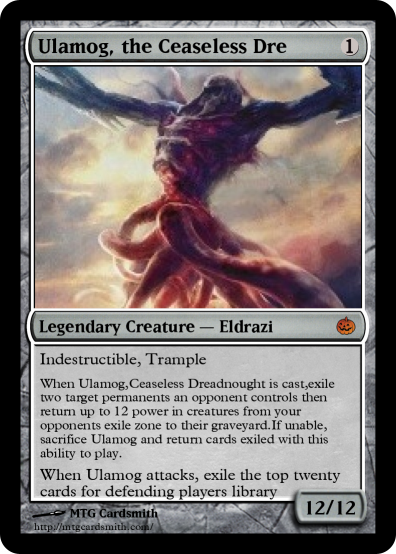 Ulamog, the Ceaseless Dre 1
Legendary Creature — Eldrazi
Indestructible, Trample
When Ulamog,Ceaseless Dreadnought is cast,exile
two target permanents an opponent controls then
return up to 12 power in creatures from your
opponents exile zone to their graveyard.If unable,
sacrifice Ulamog and return cards exiled with this
ability to play.
When Ulamog attacks, exile the top twenty
cards for defending players library
12/12
MTG Cardsmith
http://mtgcardsmith.com/